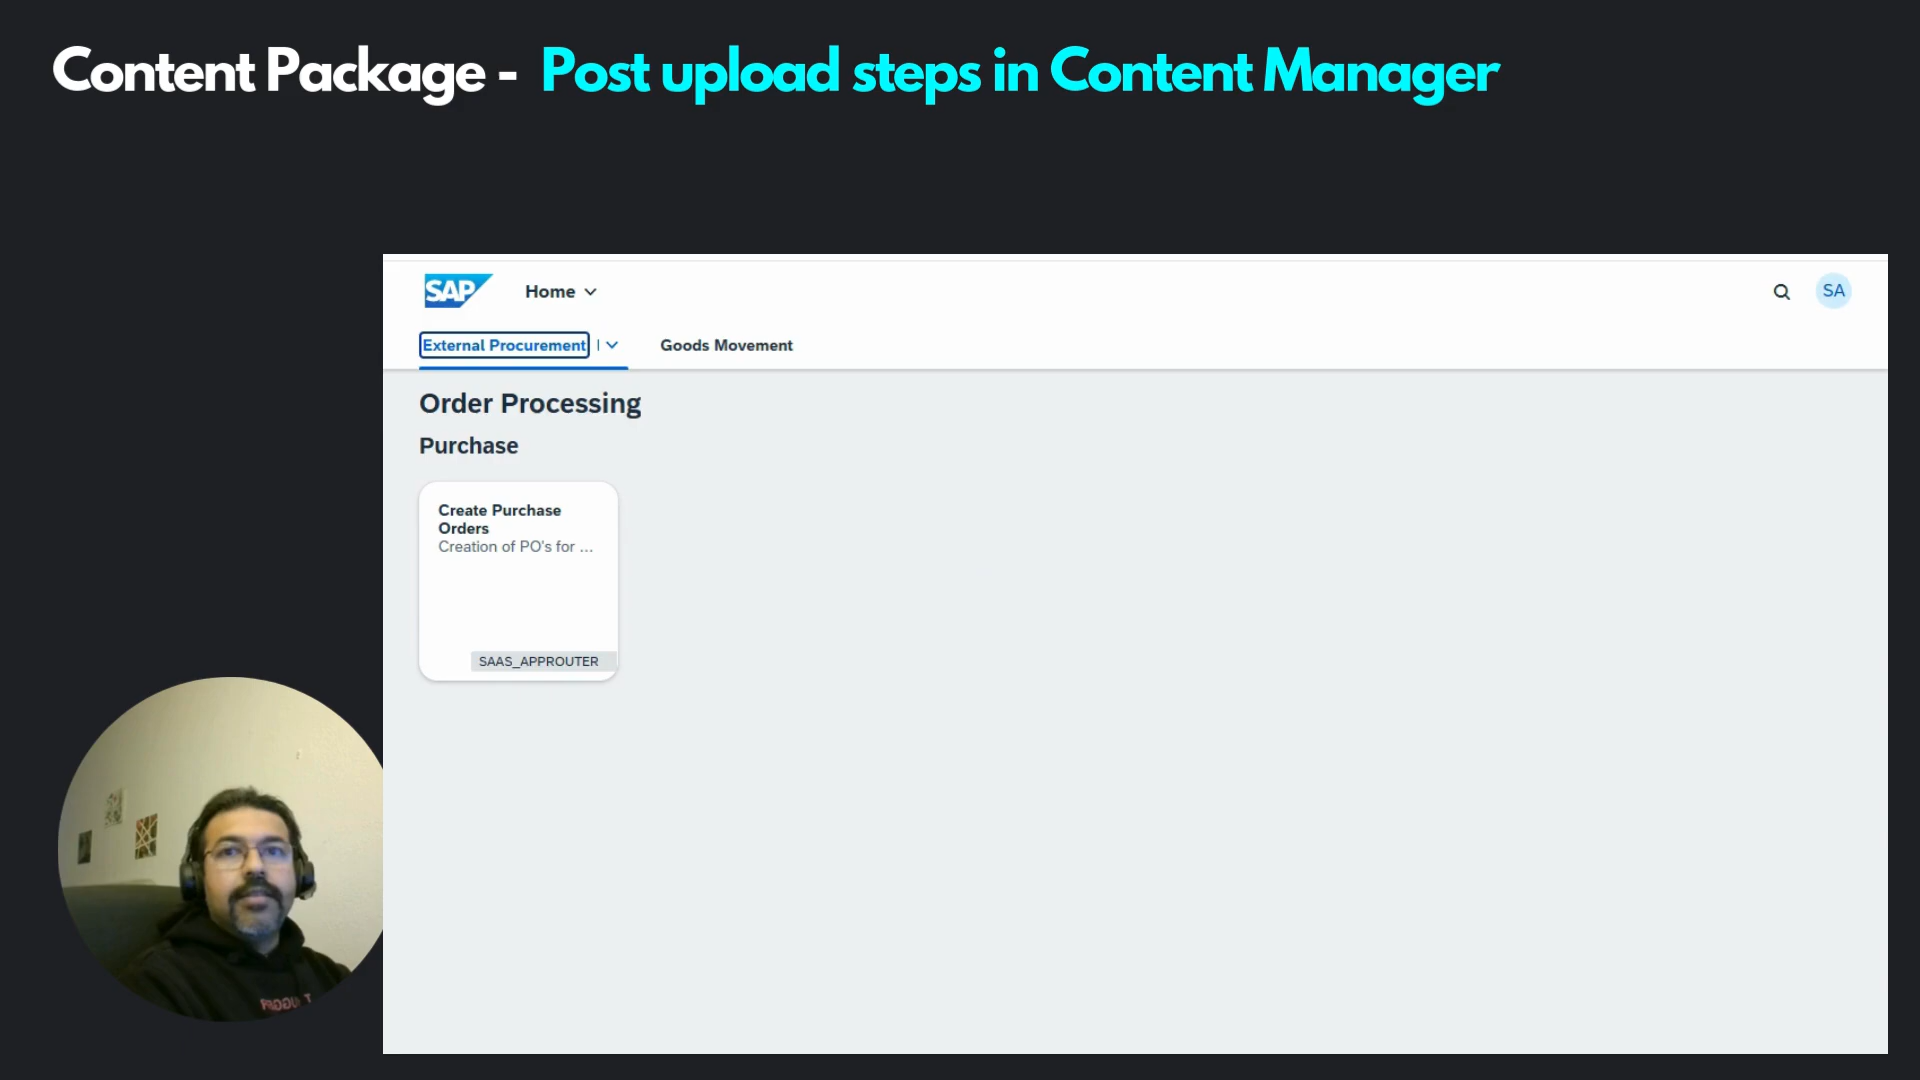 Content Package - Post upload steps in Content Manager
SAP Home SA
External Procurement Goods Movement
Order Processing
Purchase
Create Purchase
Orders
Creation of PO's for ...
SAAS_APPROUTER